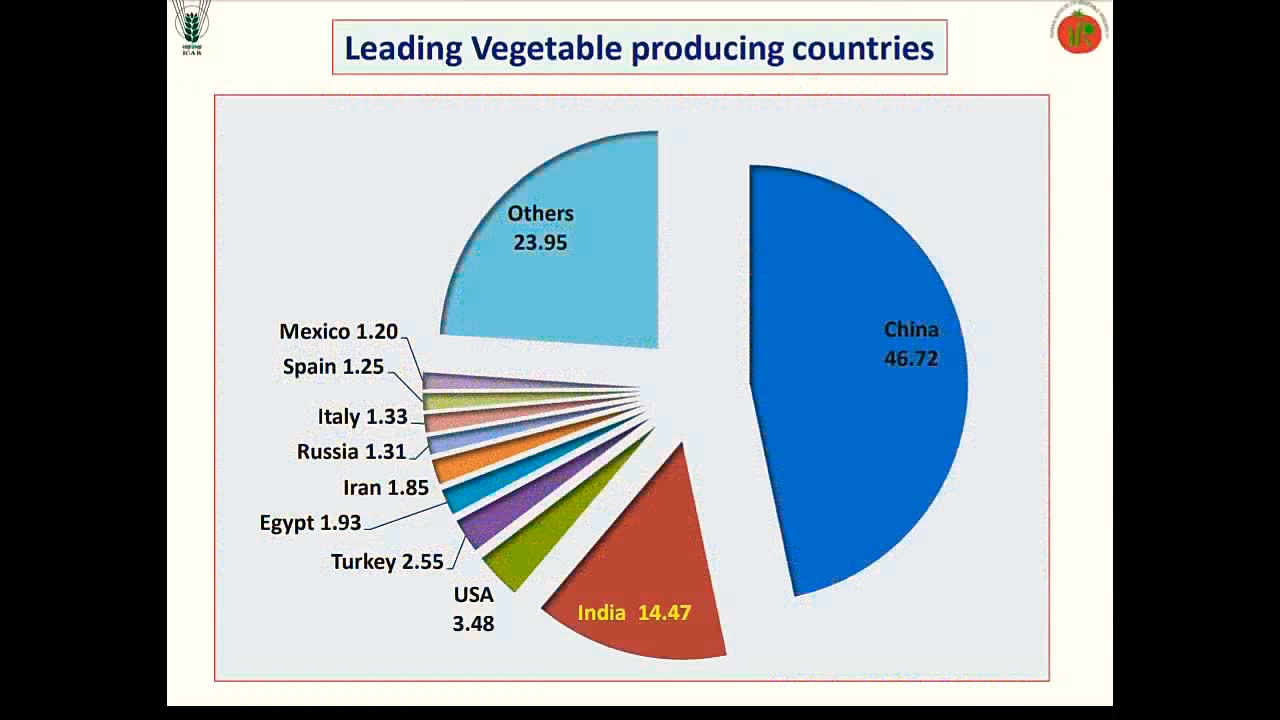 Leading Vegetable producing countries
ICAR
Others
23.95
China
46.72
Mexico 1.20
Spain 1.25
Italy 1.33
Russia 1.31
Iran 1.85
Egypt 1.93
Turkey 2.55
USA
3.48
India 14.47